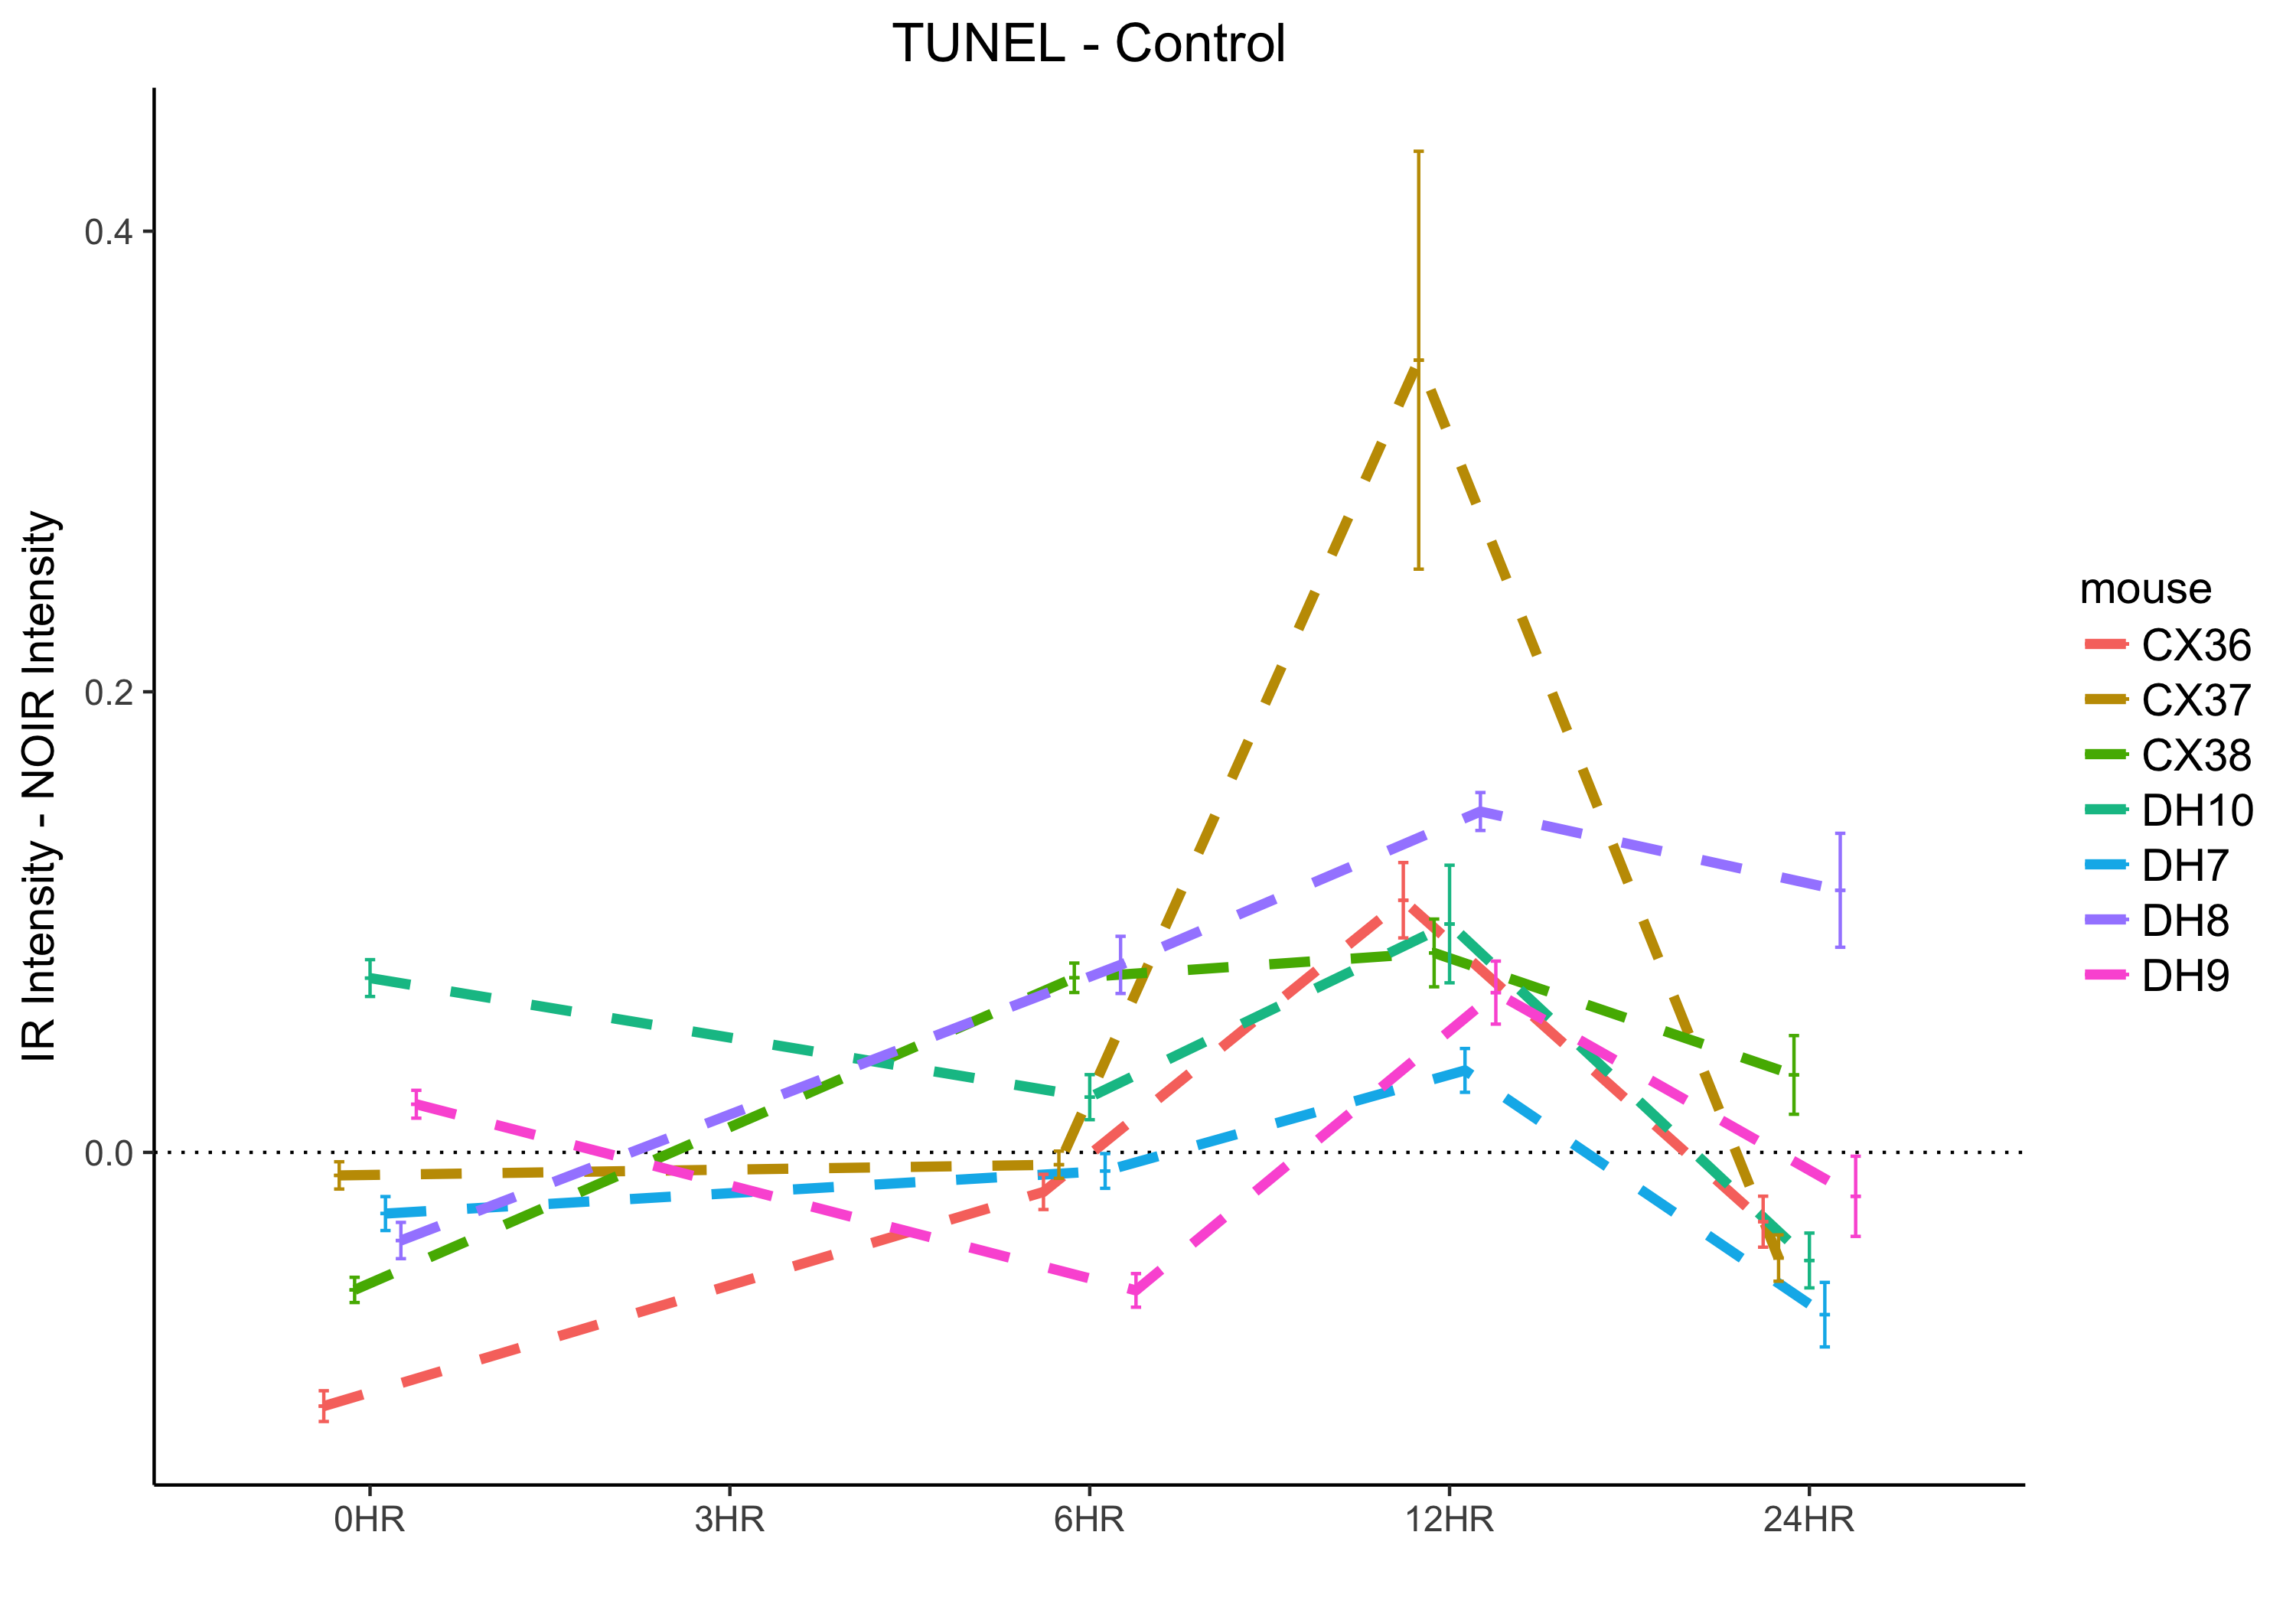 TUNEL - Control
IR Intensity - NOIR Intensity
0.4
0.2
0.0
0HR
3HR
6HR
12HR
24HR
mouse
CX36
CX37
CX38
DH10
DH7
DH8
DH9